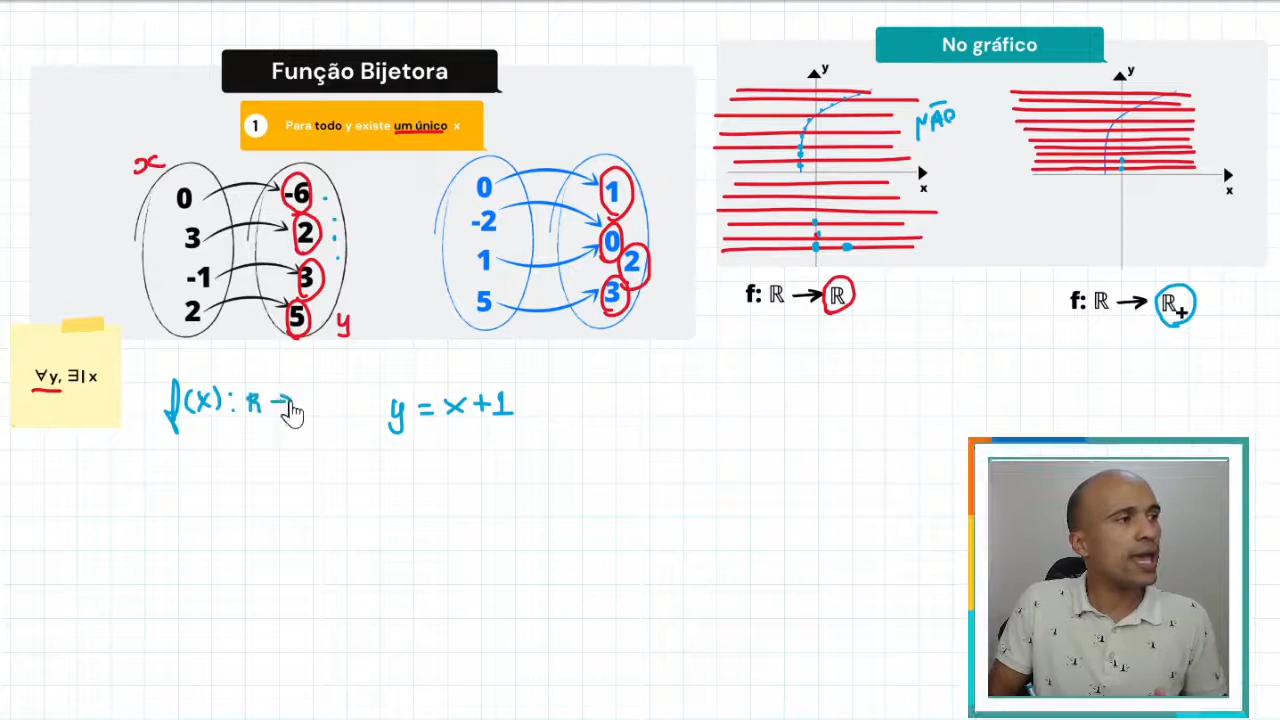 Função Bijetora
1 Para todo y existe um único x
x
0
3
-1
2
-6
2
3
5
y
0
-2
1
5
1
0
2
3
No gráfico
y
x
NÃO
f: ℝ → ℝ
y
x
f: ℝ → ℝ+
∀y, ∃| x
f(x): R →
y = x+1